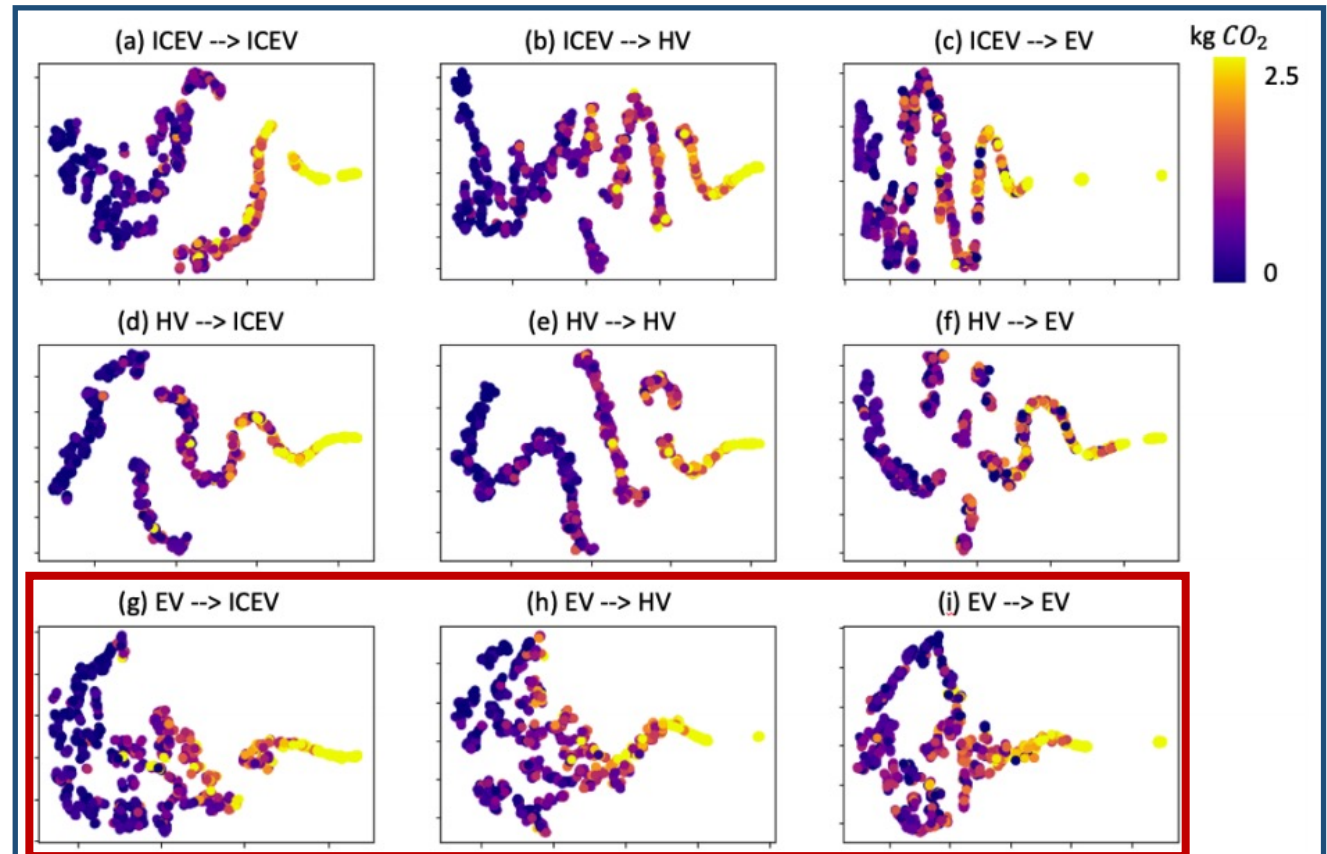 (a) ICEV --> ICEV
(b) ICEV --> HV
(c) ICEV --> EV
kg CO₂
2.5
0
(d) HV --> ICEV
(e) HV --> HV
(f) HV --> EV
(g) EV --> ICEV
(h) EV --> HV
(i) EV --> EV